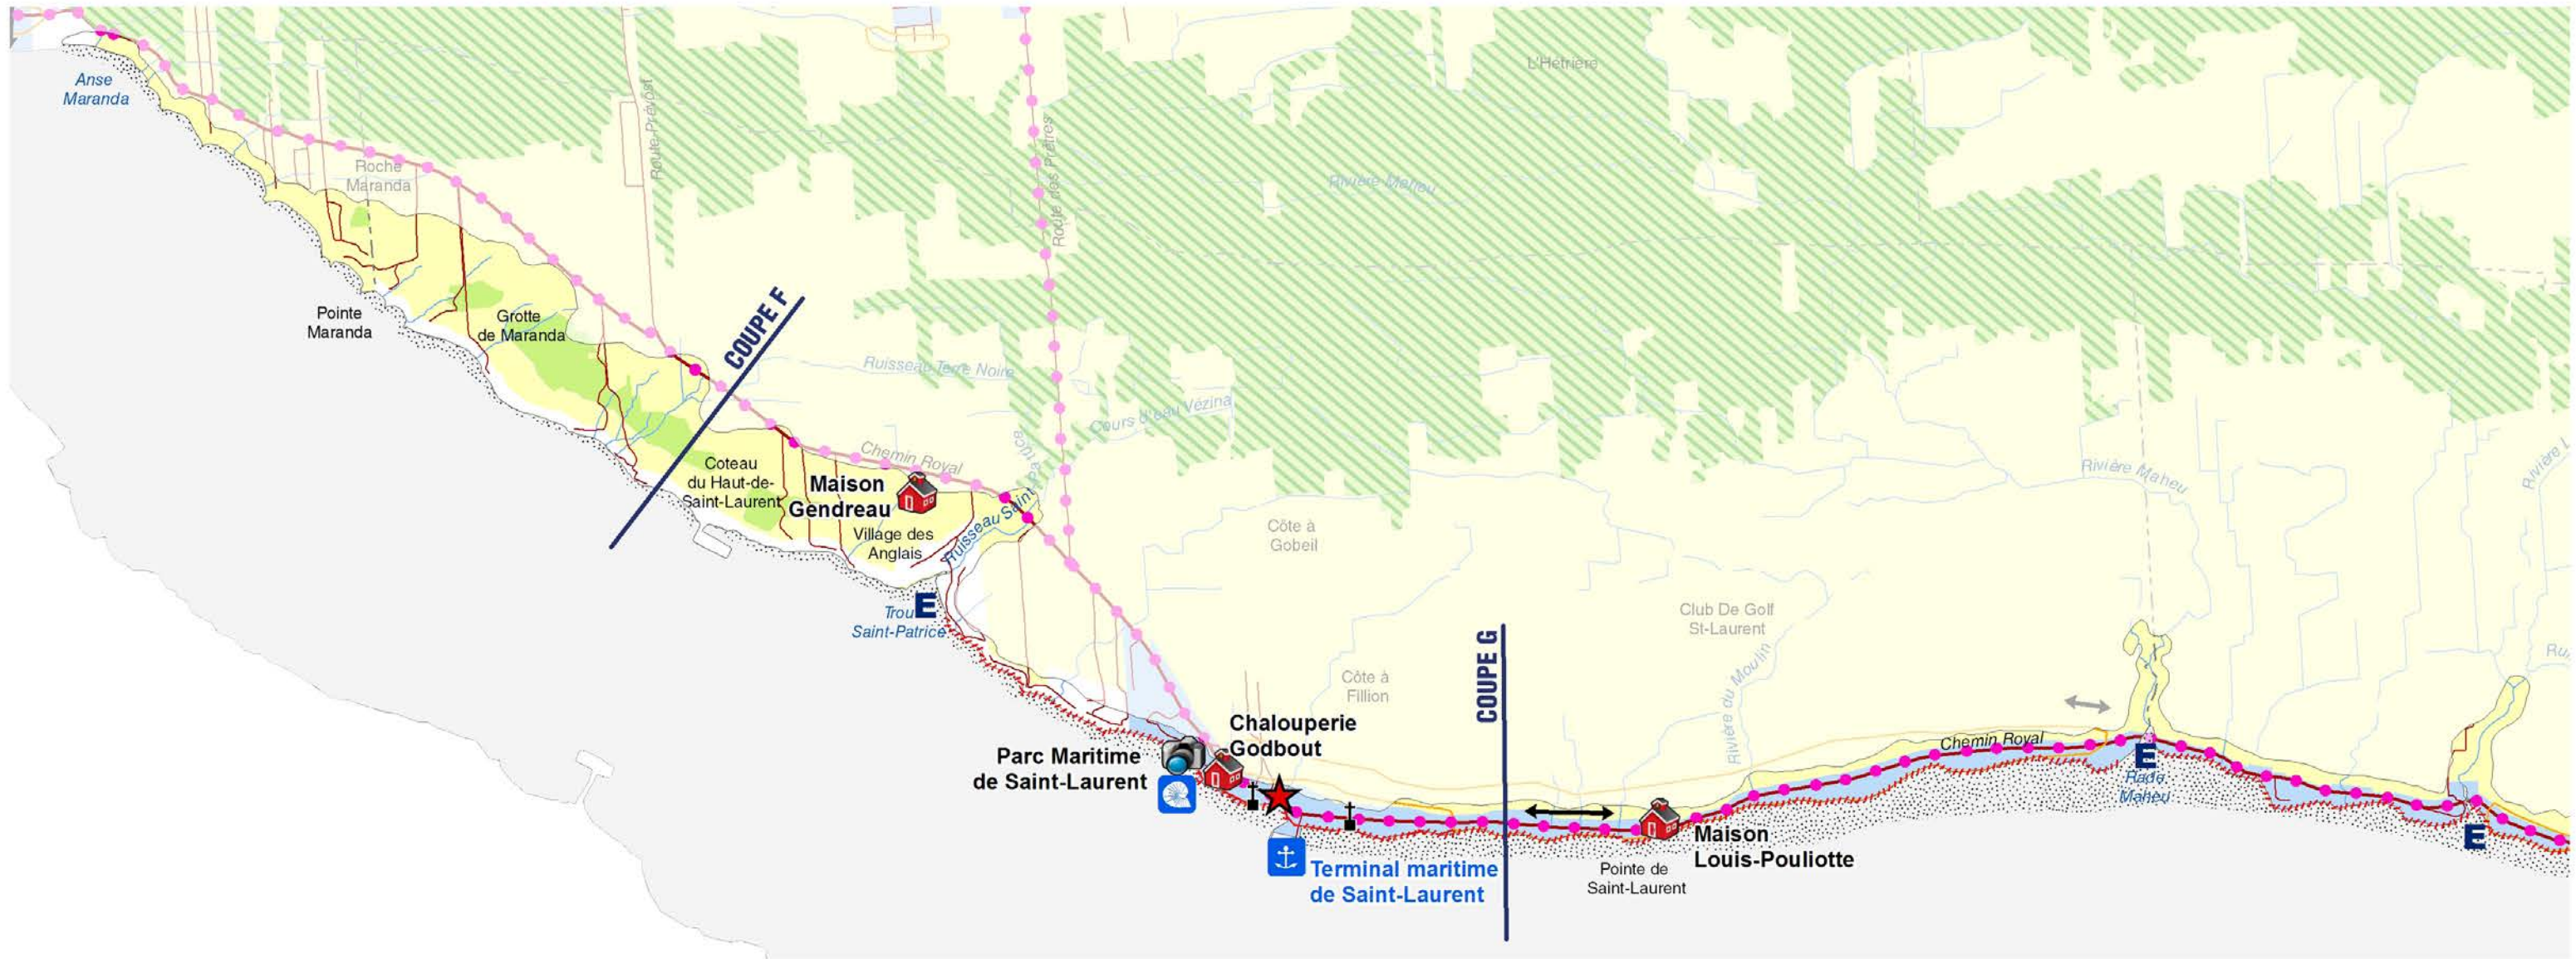 Anse
Maranda
Roche
Maranda
Route Prévost
Route des Prêtres
L'Hêtrière
Rivière Maheu
Pointe
Maranda
Grotte
de Maranda
COUPE F
Ruisseau Terre Noire
Cours d'eau Vézina
Chemin Royal
Coteau
du Haut-de-
Saint-Laurent
Maison
Gendreau
Village des
Anglais
Ruisseau Saint
Trou
Saint-Patrice
E
Côte à
Gobeil
Côte à
Fillion
COUPE G
Club De Golf
St-Laurent
Rivière du Moulin
Rivière Maheu
Chalouperie
Godbout
Parc Maritime
de Saint-Laurent
Terminal maritime
de Saint-Laurent
Pointe de
Saint-Laurent
Maison
Louis-Pouliotte
Chemin Royal
E
Rade
Maheu
E